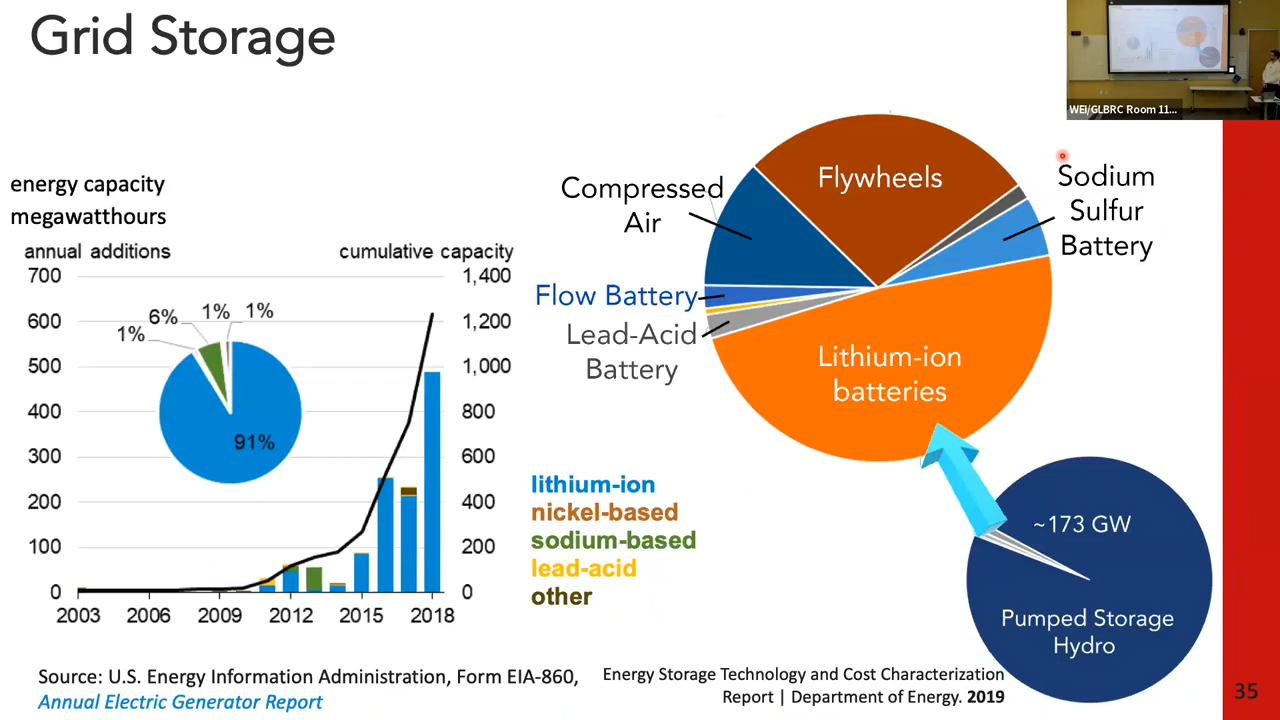 Grid Storage
WEI/GLBRC Room 11...
energy capacity
megawatthours
annual additions
cumulative capacity
700
600
500
400
300
200
100
0
1,400
1,200
1,000
800
600
400
200
0
2003
2006
2009
2012
2015
2018
1%
6%
1%
1%
91%
lithium-ion
nickel-based
sodium-based
lead-acid
other
Compressed
Air
Flywheels
Sodium
Sulfur
Battery
Flow Battery
Lead-Acid
Battery
Lithium-ion
batteries
~173 GW
Pumped Storage
Hydro
Source: U.S. Energy Information Administration, Form EIA-860,
Annual Electric Generator Report
Energy Storage Technology and Cost Characterization
Report | Department of Energy. 2019
35